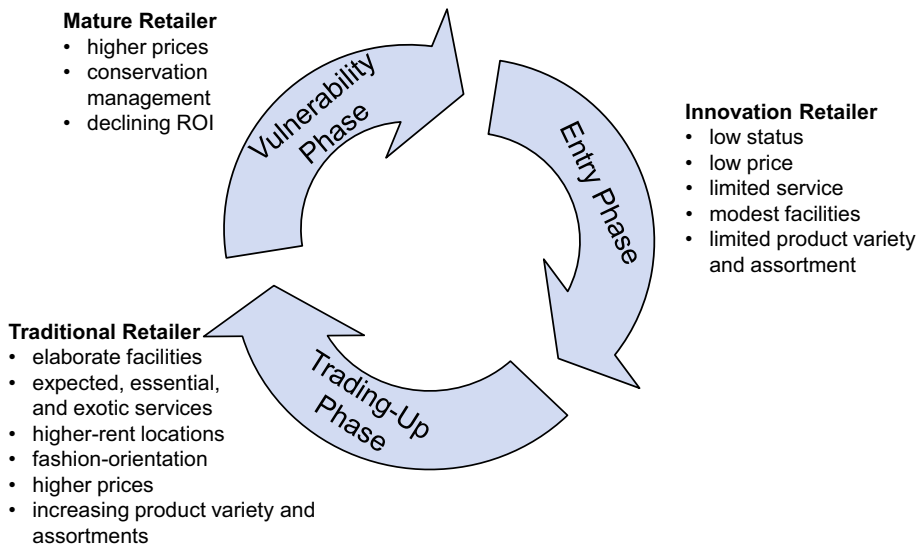 Mature Retailer
• higher prices
• conservation
management
• declining ROI
Vulnerability
Phase
Entry Phase
Innovation Retailer
• low status
• low price
• limited service
• modest facilities
• limited product variety
and assortment
Traditional Retailer
• elaborate facilities
• expected, essential,
and exotic services
• higher-rent locations
• fashion-orientation
• higher prices
• increasing product variety and
assortments
Trading-Up
Phase